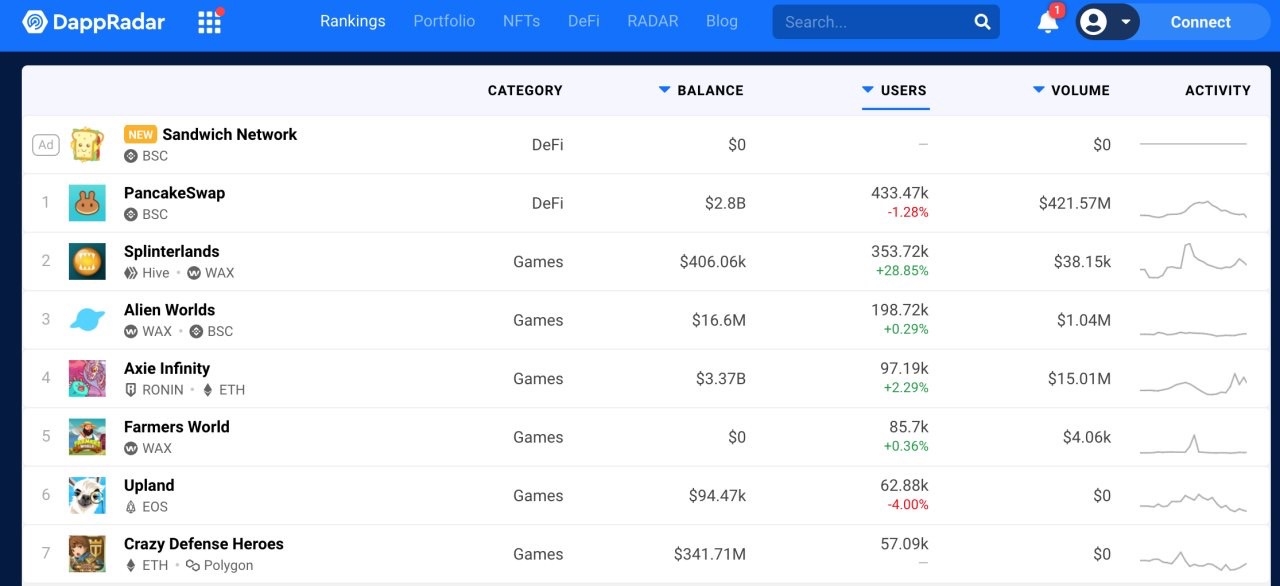 DappRadar
Rankings Portfolio NFTs DeFi RADAR Blog Search... 1 Connect
CATEGORY BALANCE USERS VOLUME ACTIVITY
Ad NEW Sandwich Network
BSC
DeFi $0 – $0
1 PancakeSwap
BSC
DeFi $2.8B 433.47k $421.57M
-1.28%
2 Splinterlands
Hive • WAX
Games $406.06k 353.72k $38.15k
+28.85%
3 Alien Worlds
WAX • BSC
Games $16.6M 198.72k $1.04M
+0.29%
4 Axie Infinity
RONIN • ETH
Games $3.37B 97.19k $15.01M
+2.29%
5 Farmers World
WAX
Games $0 85.7k $4.06k
+0.36%
6 Upland
EOS
Games $94.47k 62.88k $0
-4.00%
7 Crazy Defense Heroes
ETH • Polygon
Games $341.71M 57.09k $0
–